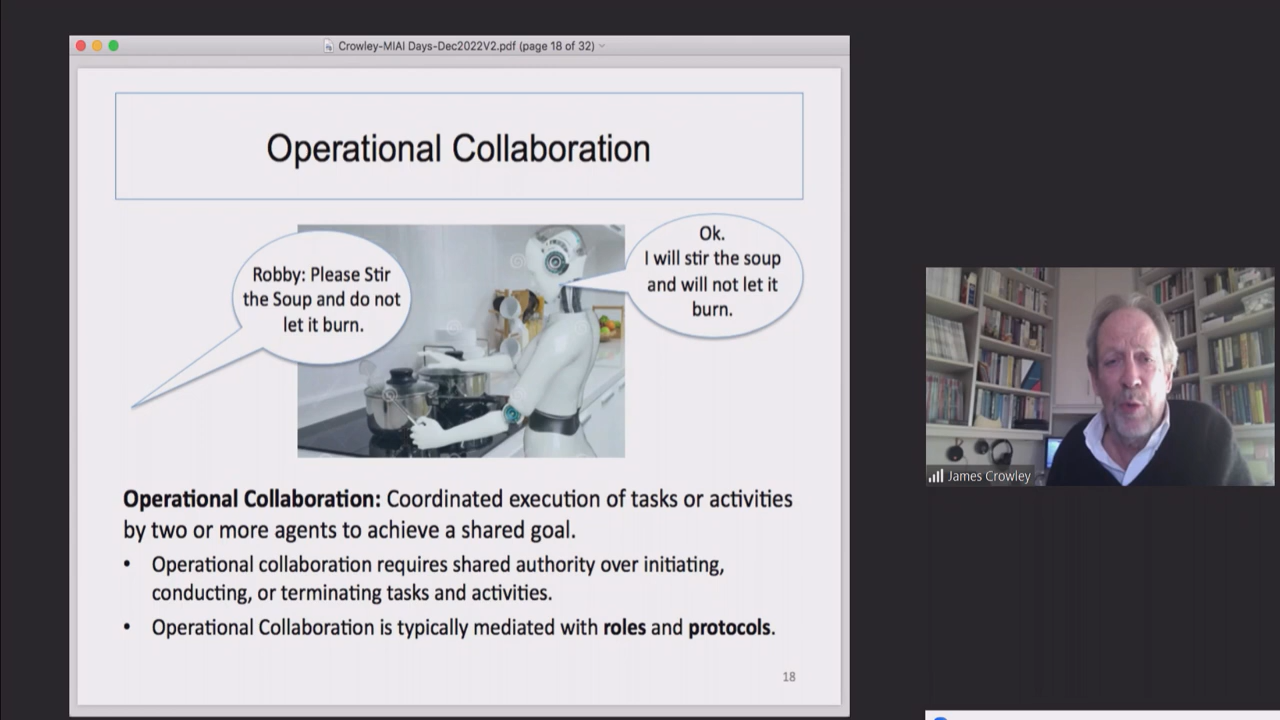 Crowley-MIAI Days-Dec2022V2.pdf (page 18 of 32)
Operational Collaboration
Robby: Please Stir
the Soup and do not
let it burn.
Ok.
I will stir the soup
and will not let it
burn.
Operational Collaboration: Coordinated execution of tasks or activities
by two or more agents to achieve a shared goal.
• Operational collaboration requires shared authority over initiating,
conducting, or terminating tasks and activities.
• Operational Collaboration is typically mediated with roles and protocols.
18
James Crowley